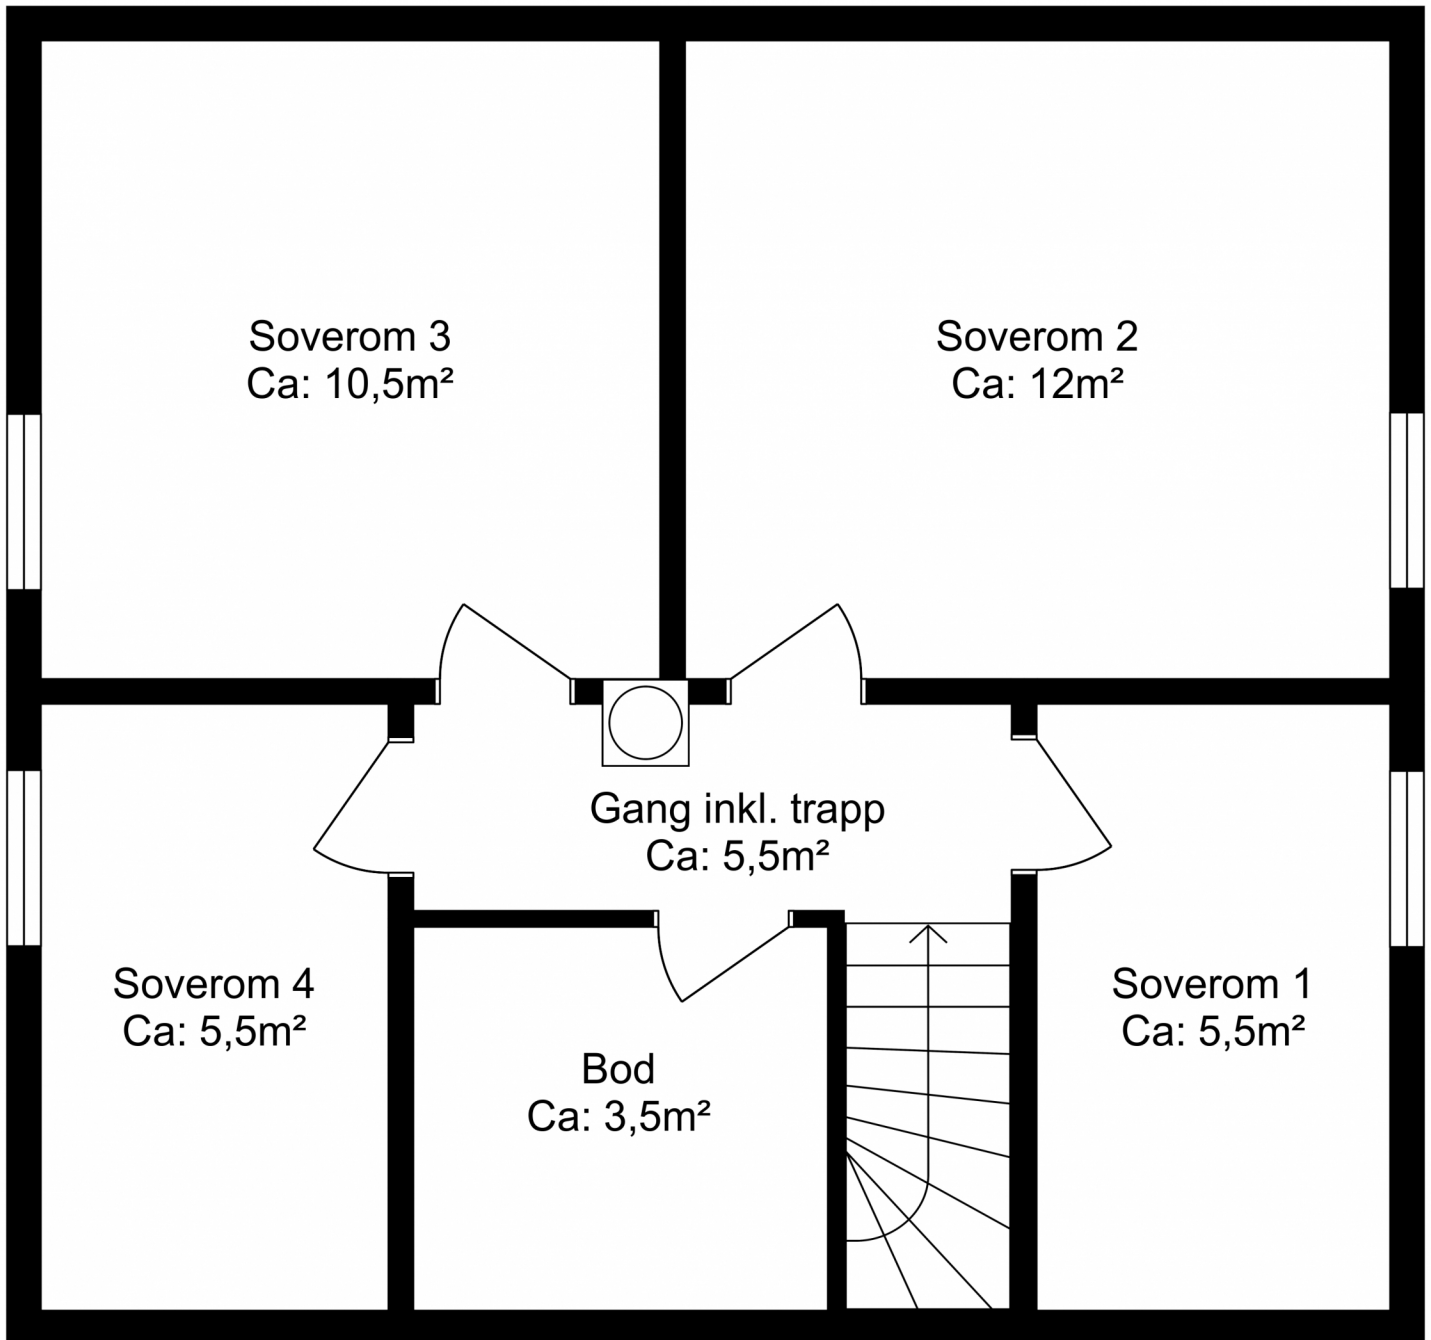 Soverom 3
Ca: 10,5m²
Soverom 2
Ca: 12m²
Gang inkl. trapp
Ca: 5,5m²
Soverom 4
Ca: 5,5m²
Soverom 1
Ca: 5,5m²
Bod
Ca: 3,5m²